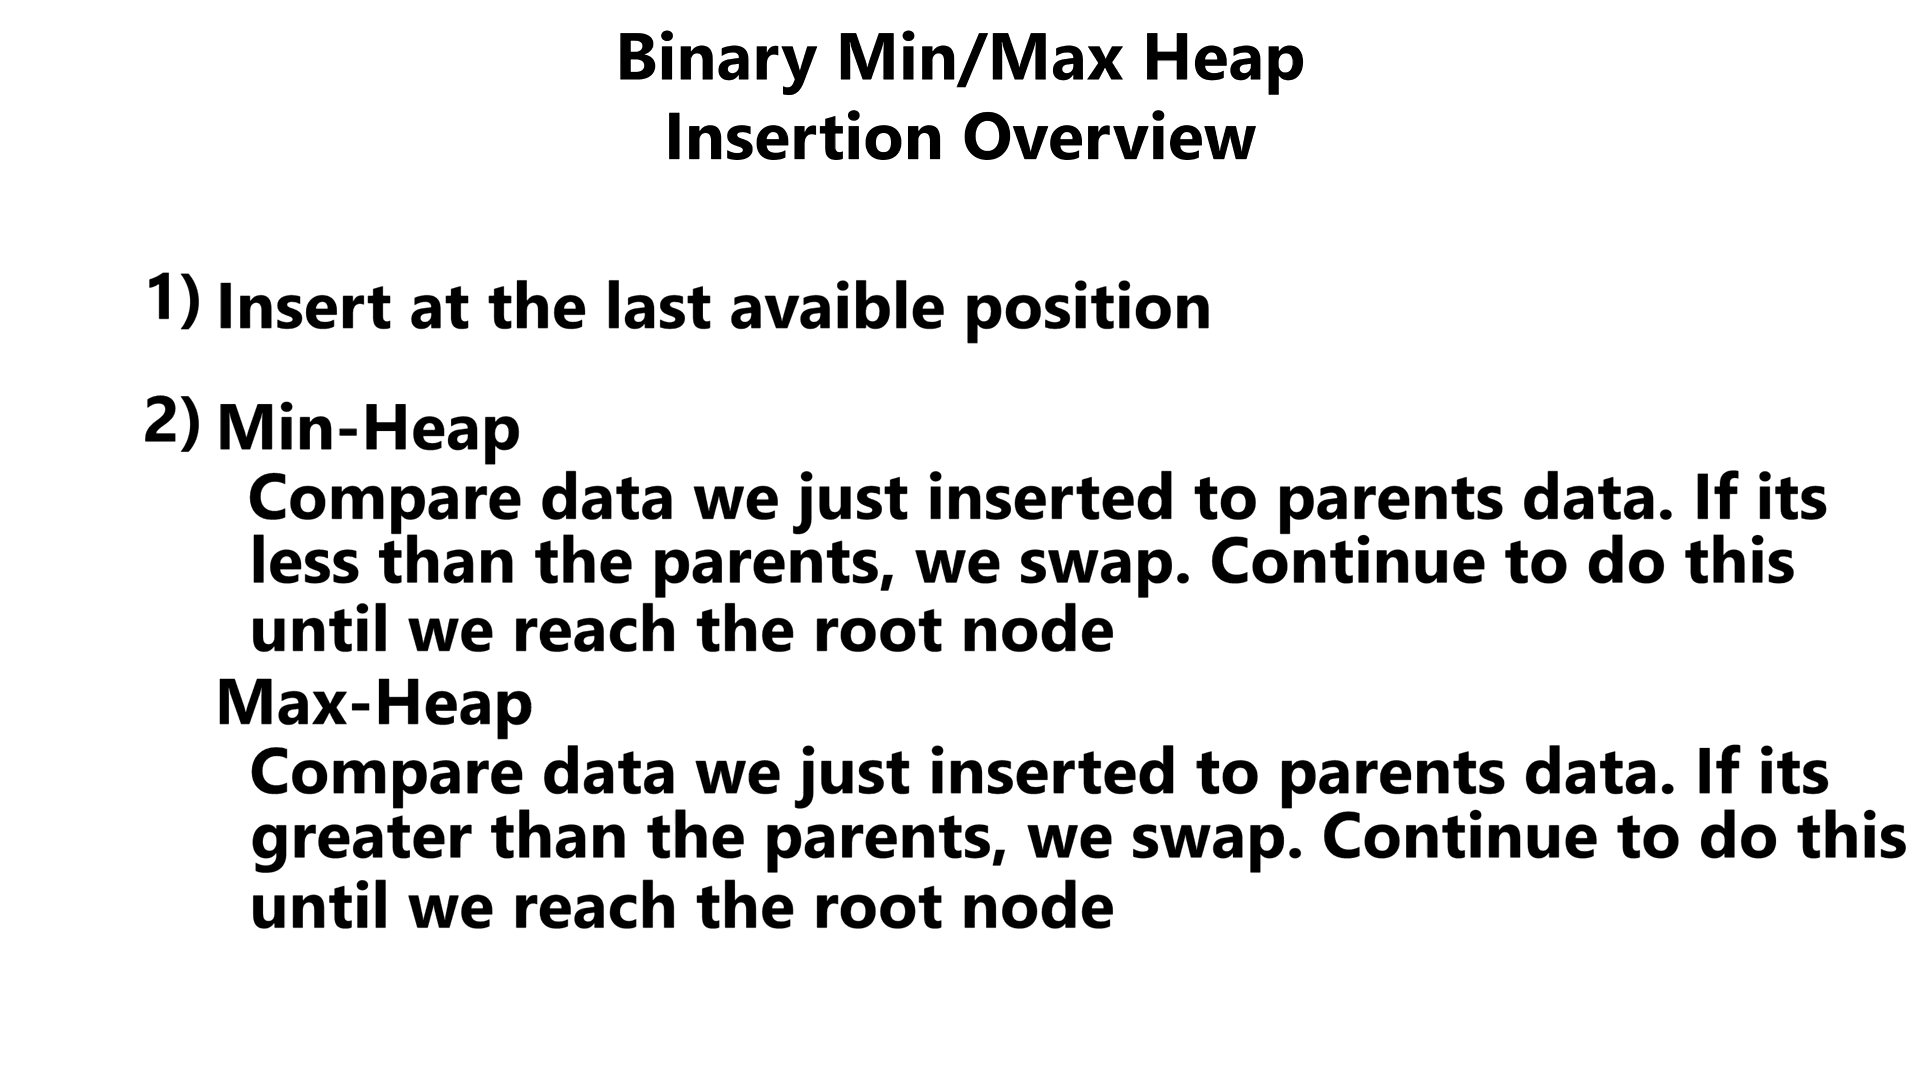 Binary Min/Max Heap
Insertion Overview
1) Insert at the last avaible position
2) Min-Heap
Compare data we just inserted to parents data. If its
less than the parents, we swap. Continue to do this
until we reach the root node
Max-Heap
Compare data we just inserted to parents data. If its
greater than the parents, we swap. Continue to do this
until we reach the root node